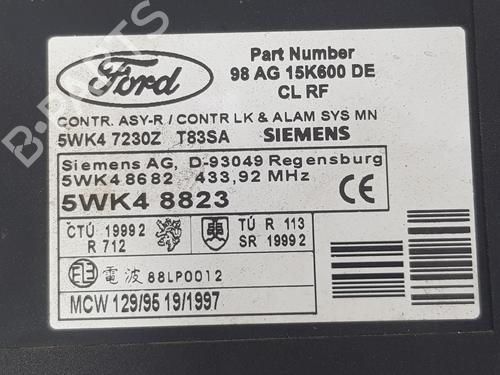 Ford
Part Number
98 AG 15K600 DE
CL RF
CONTR. ASY-R / CONTR LK & ALAM SYS MN
5WK4 7230Z T83SA SIEMENS
Siemens AG, D-93049 Regensburg
5WK4 8682 433,92 MHz
5WK4 8823
CE
CTÚ 1999 2
R 712
TÚ R 113
SR 1999 2
電波 88LP0012
MCW 129/95 19/1997
B-PARTS